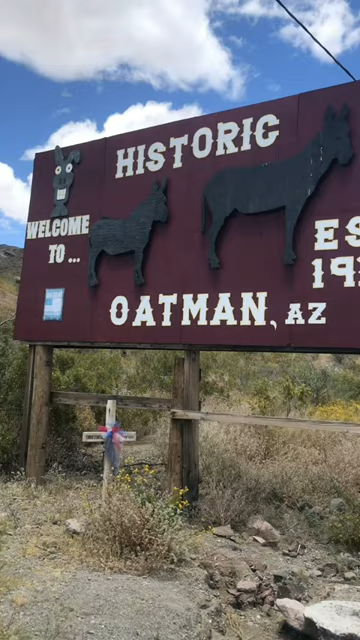 HISTORIC
WELCOME
TO ...
ES
19
OATMAN, AZ